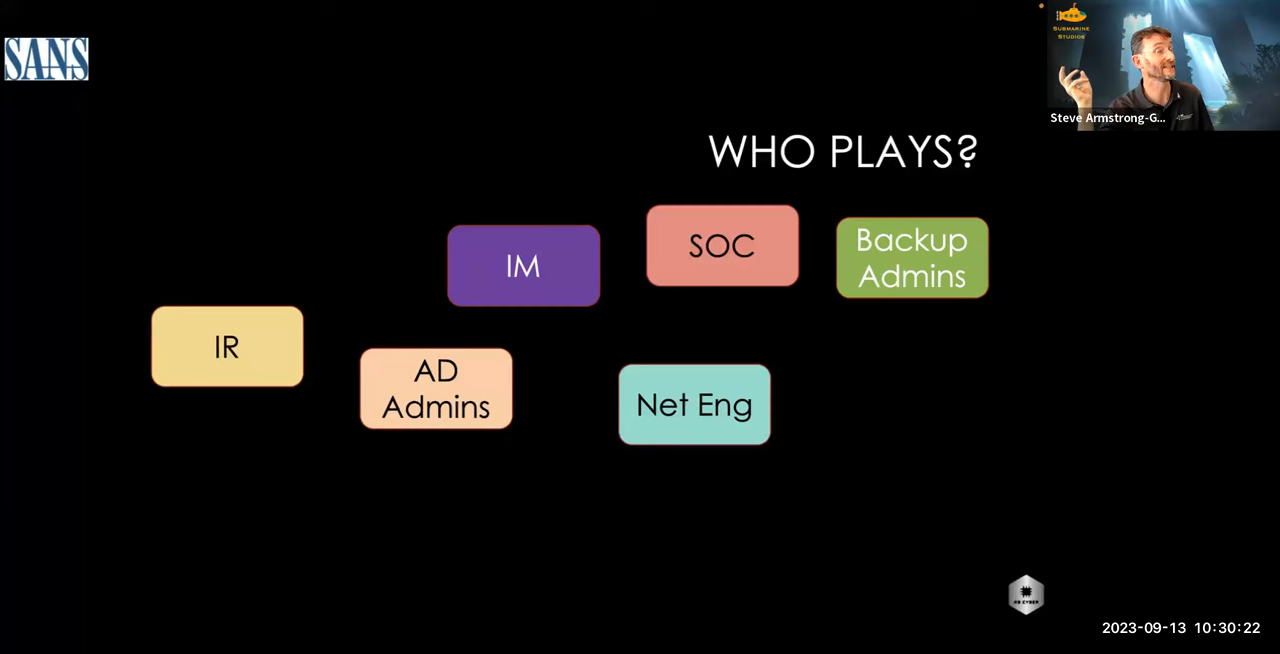 SANS
SUBMARINE
STUDIOS
Steve Armstrong-G...
WHO PLAYS?
SOC
Backup
Admins
IM
IR
AD
Admins
Net Eng
2023-09-13 10:30:22